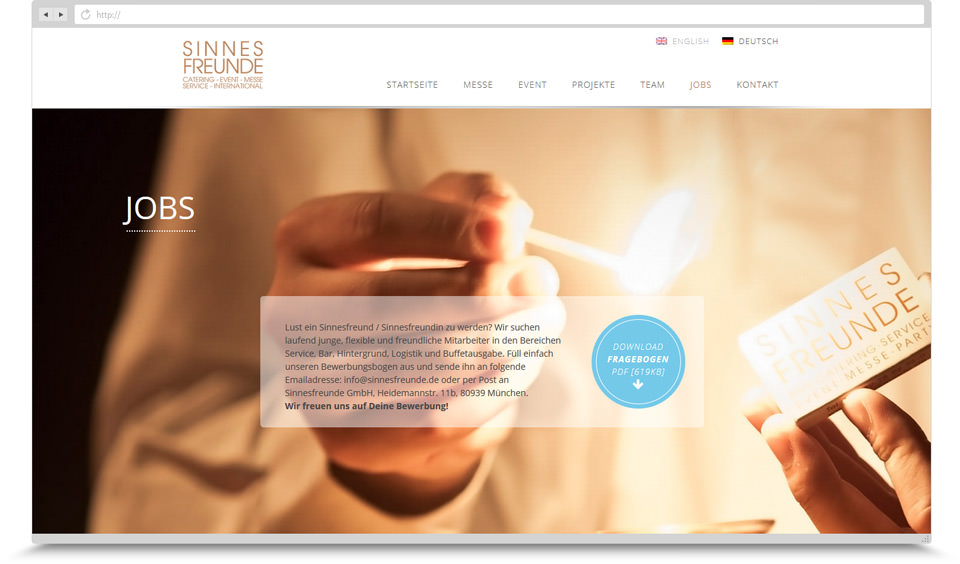 http://
SINNES
FREUNDE
CATERING - EVENT - MESSE
SERVICE - INTERNATIONAL
ENGLISH DEUTSCH
STARTSEITE MESSE EVENT PROJEKTE TEAM JOBS KONTAKT
JOBS
Lust ein Sinnesfreund / Sinnesfreundin zu werden? Wir suchen
laufend junge, flexible und freundliche Mitarbeiter in den Bereichen
Service, Bar, Hintergrund, Logistik und Buffetausgabe. Füll einfach
unseren Bewerbungsbogen aus und sende ihn an folgende
Emailadresse: info@sinnesfreunde.de oder per Post an
Sinnesfreunde GmbH, Heidemannstr. 11b, 80939 München.
Wir freuen uns auf Deine Bewerbung!
DOWNLOAD
FRAGEBOGEN
PDF [619KB]
SINNES
FREUNDE
SERVICE
MESSE-PARTY